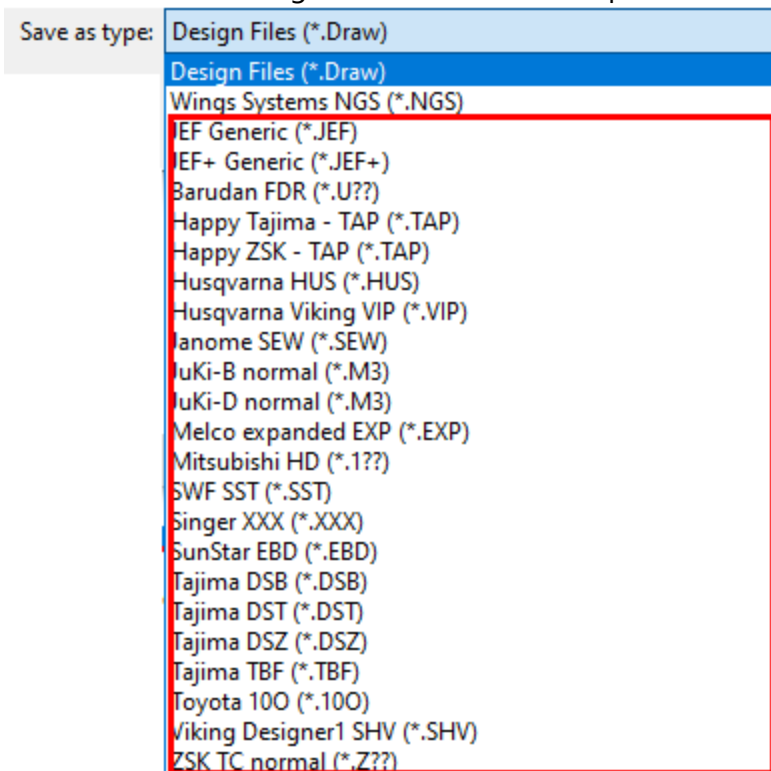 Save as type: Design Files (*.Draw)
Design Files (*.Draw)
Wings Systems NGS (*.NGS)
JEF Generic (*.JEF)
JEF+ Generic (*.JEF+)
Barudan FDR (*.U??)
Happy Tajima - TAP (*.TAP)
Happy ZSK - TAP (*.TAP)
Husqvarna HUS (*.HUS)
Husqvarna Viking VIP (*.VIP)
Janome SEW (*.SEW)
JuKi-B normal (*.M3)
JuKi-D normal (*.M3)
Melco expanded EXP (*.EXP)
Mitsubishi HD (*.1??)
SWF SST (*.SST)
Singer XXX (*.XXX)
SunStar EBD (*.EBD)
Tajima DSB (*.DSB)
Tajima DST (*.DST)
Tajima DSZ (*.DSZ)
Tajima TBF (*.TBF)
Toyota 10O (*.10O)
Viking Designer1 SHV (*.SHV)
ZSK TC normal (*.Z??)